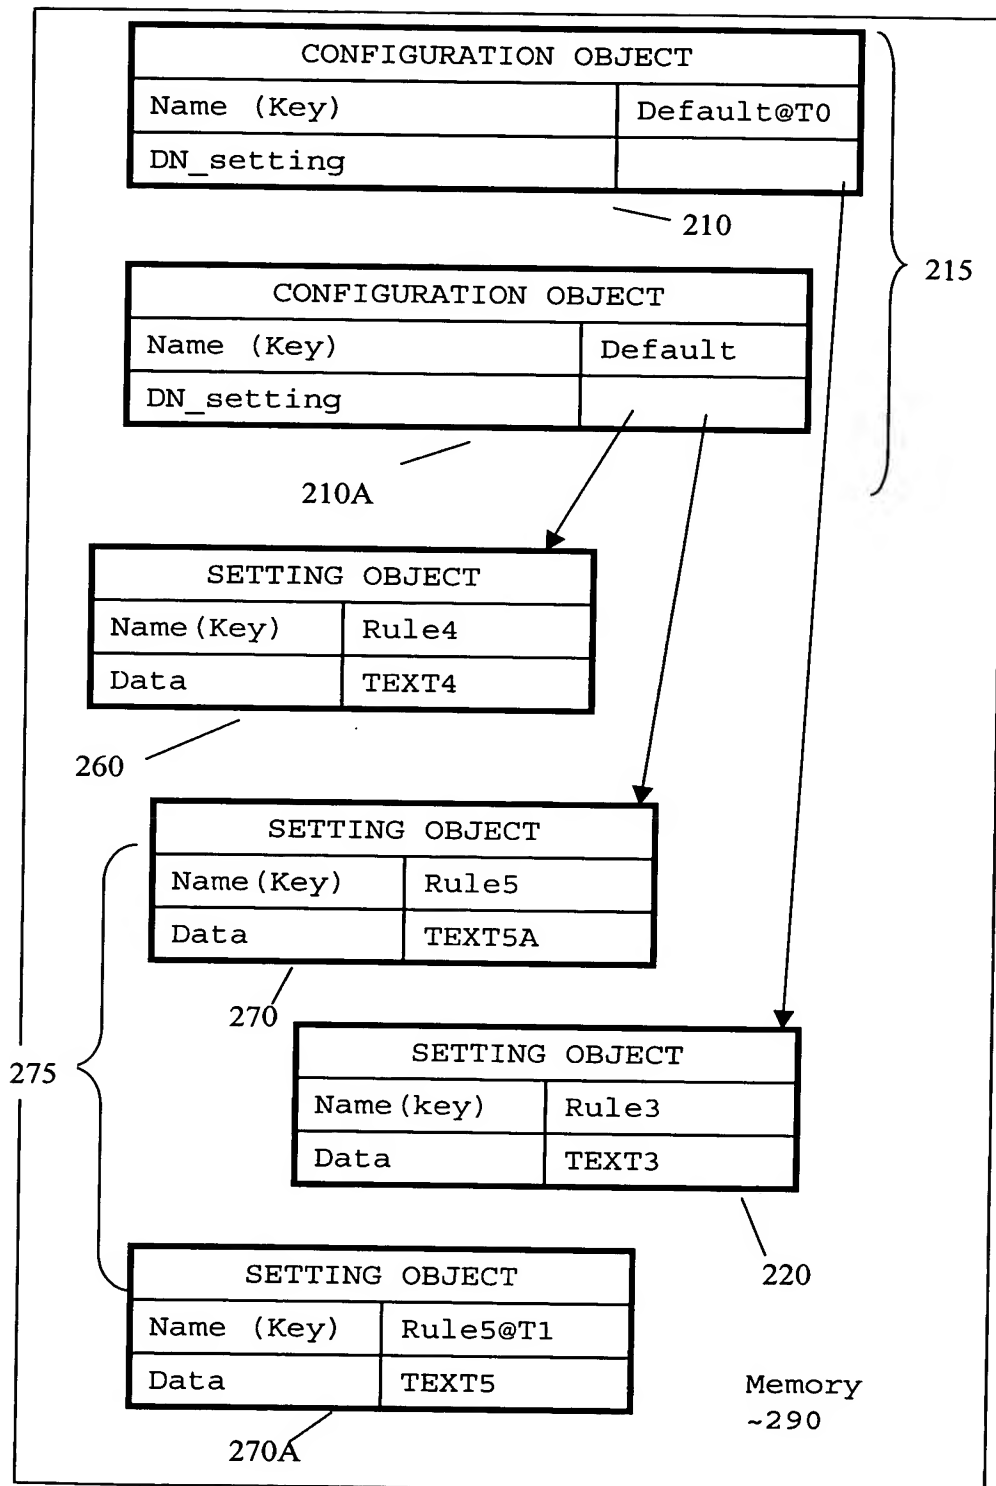 CONFIGURATION OBJECT
Name (Key) Default@T0
DN_setting
210
215
CONFIGURATION OBJECT
Name (Key) Default
DN_setting
210A
SETTING OBJECT
Name(Key) Rule4
Data TEXT4
260
SETTING OBJECT
Name(Key) Rule5
Data TEXT5A
270
275
SETTING OBJECT
Name(key) Rule3
Data TEXT3
220
SETTING OBJECT
Name (Key) Rule5@T1
Data TEXT5
270A
Memory
~290